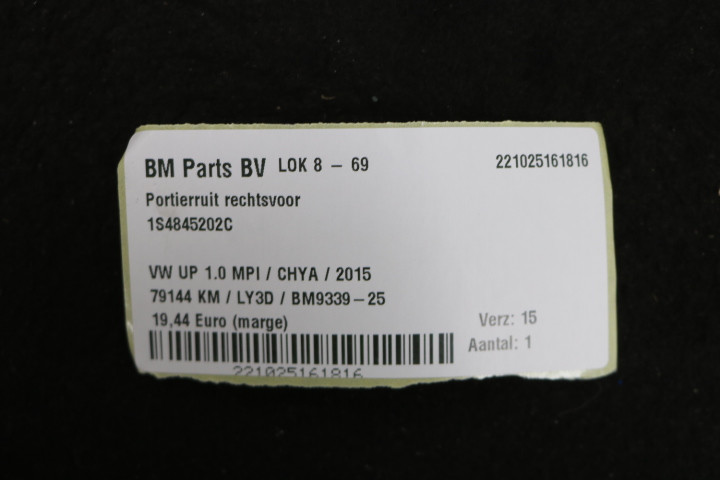 BM Parts BV LOK 8 - 69 221025161816
Portierruit rechtsvoor
1S4845202C
VW UP 1.0 MPI / CHYA / 2015
79144 KM / LY3D / BM9339-25
19,44 Euro (marge) Verz: 15
Aantal: 1
221025161816